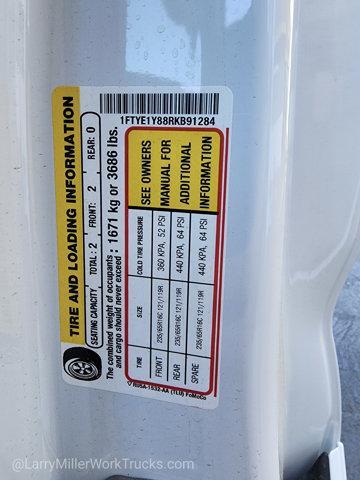 1FTYE1Y88RKB91284
TIRE AND LOADING INFORMATION
SEATING CAPACITY TOTAL: 2 , FRONT: 2 , REAR: 0
The combined weight of occupants : 1671 kg or 3686 lbs.
and cargo should never exceed
TIRE SIZE COLD TIRE PRESSURE
FRONT 235/65R16C 121/119R 360 KPA, 52 PSI
REAR 235/65R16C 121/119R 440 KPA, 64 PSI
SPARE 235/65R16C 121/119R 440 KPA, 64 PSI
SEE OWNERS
MANUAL FOR
ADDITIONAL
INFORMATION
@LarryMillerWorkTrucks.com